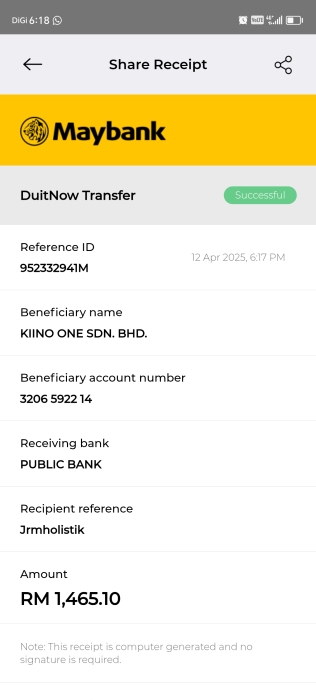 DiGi 6:18
Share Receipt
Maybank
DuitNow Transfer
Successful
Reference ID
952332941M
12 Apr 2025, 6:17 PM
Beneficiary name
KIINO ONE SDN. BHD.
Beneficiary account number
3206 5922 14
Receiving bank
PUBLIC BANK
Recipient reference
Jrmholistik
Amount
RM 1,465.10
Note: This receipt is computer generated and no
signature is required.